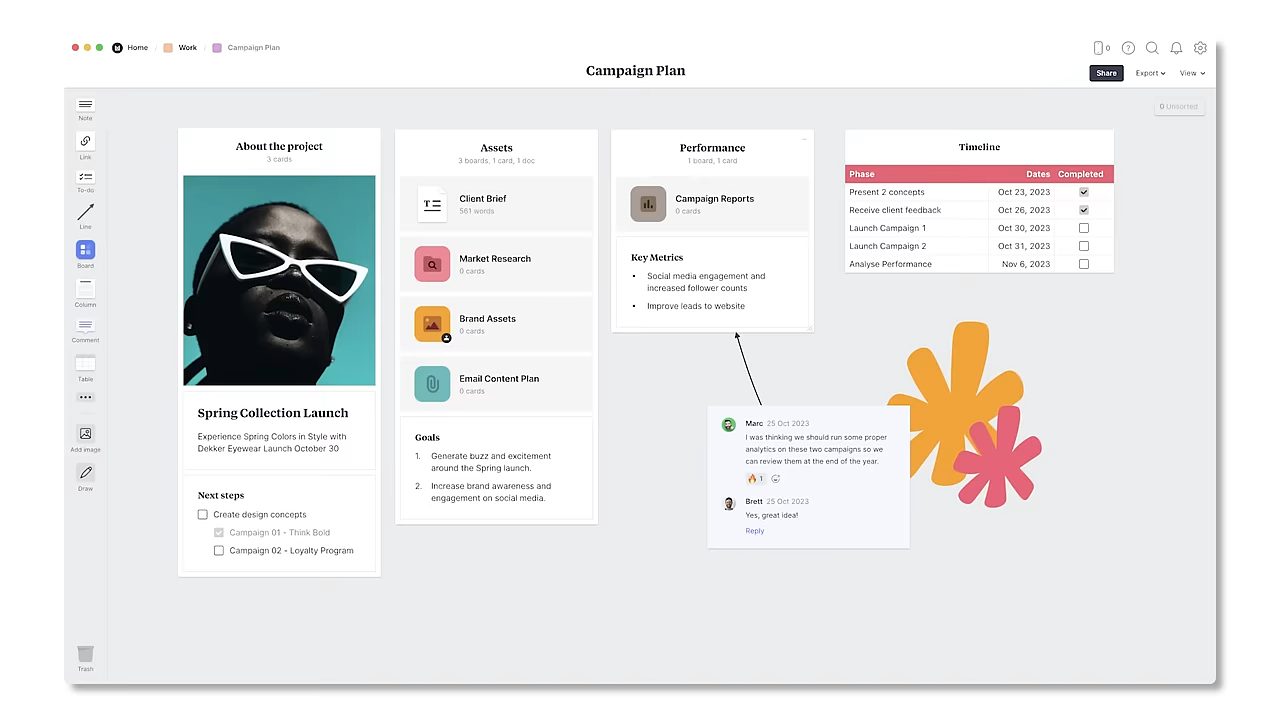 Home
Work
Campaign Plan
0
Campaign Plan
Share
Export
View
0 Unsorted
Note
Link
To-do
Line
Board
Column
Comment
Table
Add image
Draw
Trash
About the project
3 cards
Spring Collection Launch
Experience Spring Colors in Style with
Dekker Eyewear Launch October 30
Next steps
Create design concepts
Campaign 01 - Think Bold
Campaign 02 - Loyalty Program
Assets
3 boards, 1 card, 1 doc
Client Brief
561 words
Market Research
0 cards
Brand Assets
0 cards
Email Content Plan
0 cards
Goals
1. Generate buzz and excitement
around the Spring launch.
2. Increase brand awareness and
engagement on social media.
Performance
1 board, 1 card
Campaign Reports
0 cards
Key Metrics
• Social media engagement and
increased follower counts
• Improve leads to website
Marc 25 Oct 2023
I was thinking we should run some proper
analytics on these two campaigns so we
can review them at the end of the year.
1
Brett 25 Oct 2023
Yes, great idea!
Reply
Timeline
Phase Dates Completed
Present 2 concepts Oct 23, 2023
Receive client feedback Oct 26, 2023
Launch Campaign 1 Oct 30, 2023
Launch Campaign 2 Oct 31, 2023
Analyse Performance Nov 6, 2023